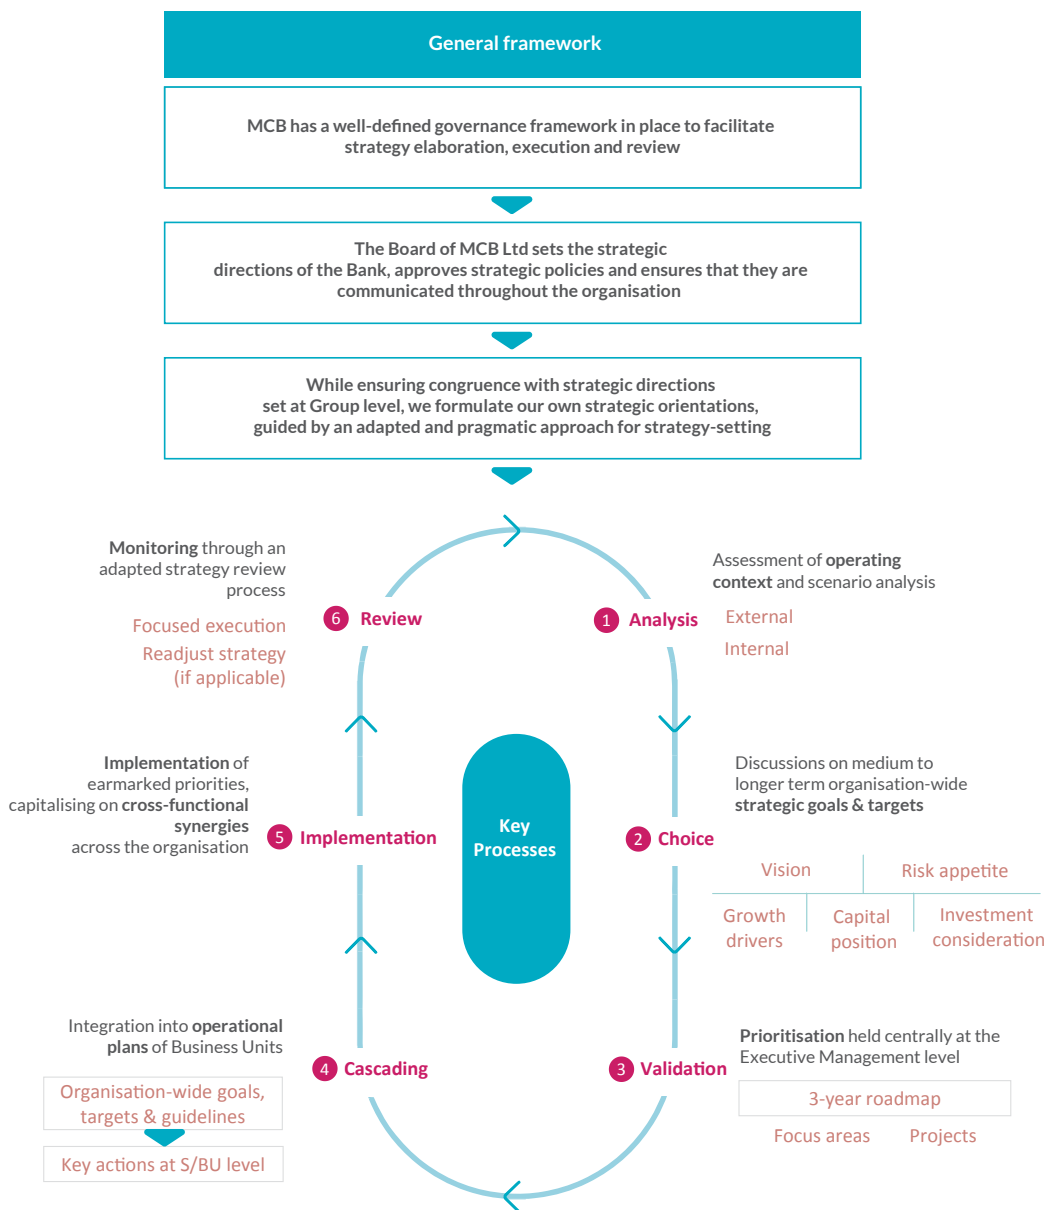 General framework
MCB has a well-defined governance framework in place to facilitate
strategy elaboration, execution and review
The Board of MCB Ltd sets the strategic
directions of the Bank, approves strategic policies and ensures that they are
communicated throughout the organisation
While ensuring congruence with strategic directions
set at Group level, we formulate our own strategic orientations,
guided by an adapted and pragmatic approach for strategy-setting
1 Analysis
Assessment of operating
context and scenario analysis
External
Internal
2 Choice
Discussions on medium to
longer term organisation-wide
strategic goals & targets
Vision
Risk appetite
Growth
drivers
Capital
position
Investment
consideration
3 Validation
Prioritisation held centrally at the
Executive Management level
3-year roadmap
Focus areas
Projects
4 Cascading
Integration into operational
plans of Business Units
Organisation-wide goals,
targets & guidelines
Key actions at S/BU level
5 Implementation
Implementation of
earmarked priorities,
capitalising on cross-functional
synergies
across the organisation
6 Review
Monitoring through an
adapted strategy review
process
Focused execution
Readjust strategy
(if applicable)
Key
Processes